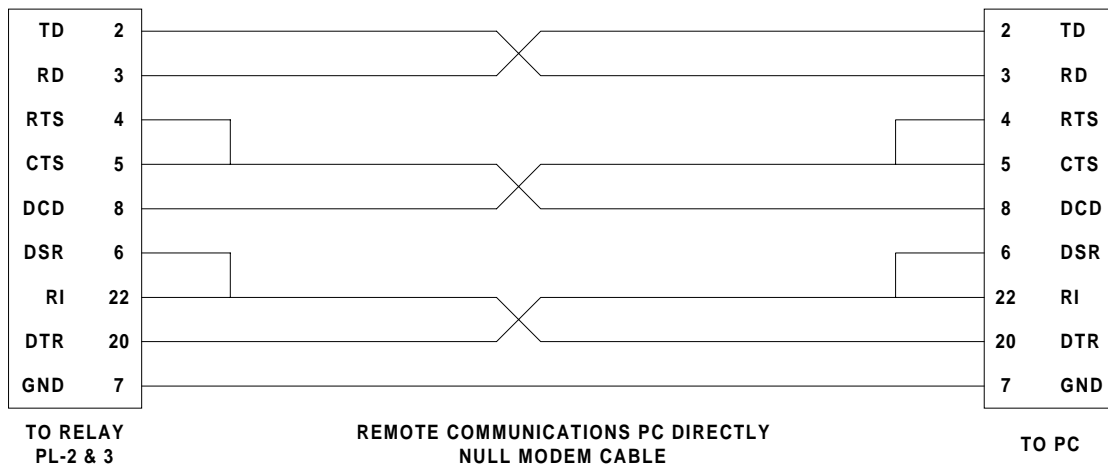 TD 2 2 TD
RD 3 3 RD
RTS 4 4 RTS
CTS 5 5 CTS
DCD 8 8 DCD
DSR 6 6 DSR
RI 22 22 RI
DTR 20 20 DTR
GND 7 7 GND
TO RELAY
PL-2 & 3
REMOTE COMMUNICATIONS PC DIRECTLY
NULL MODEM CABLE
TO PC